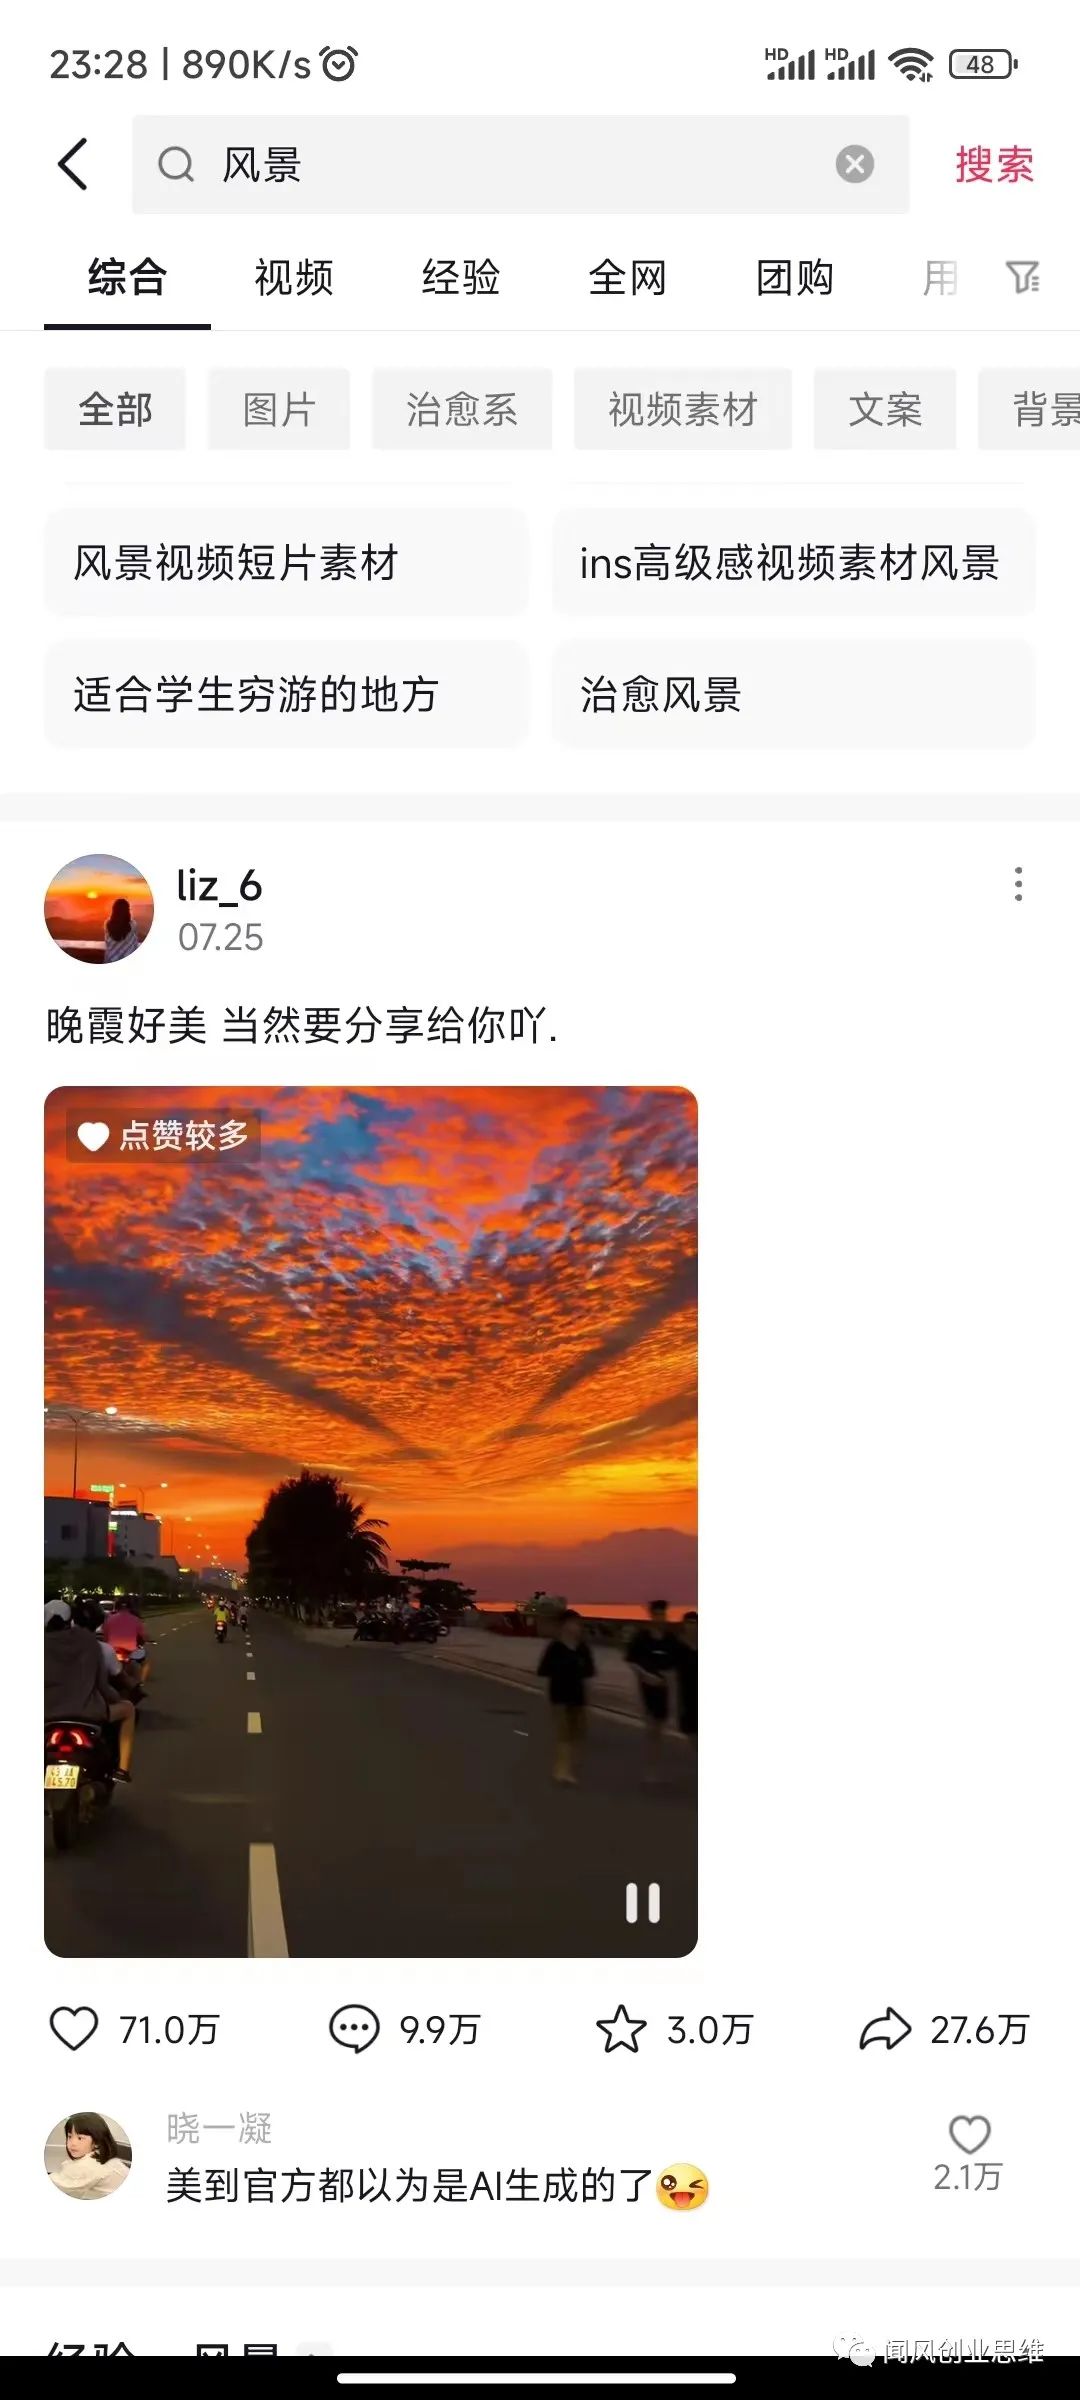 23:28 | 890K/s
HD HD 48
风景
搜索
综合 视频 经验 全网 团购 用
全部 图片 治愈系 视频素材 文案 背景
风景视频短片素材 ins高级感视频素材风景
适合学生穷游的地方 治愈风景
liz_6
07.25
晚霞好美 当然要分享给你吖.
点赞较多
71.0万 9.9万 3.0万 27.6万
晓一凝
美到官方都以为是AI生成的了😜
2.1万
闻风创业思维